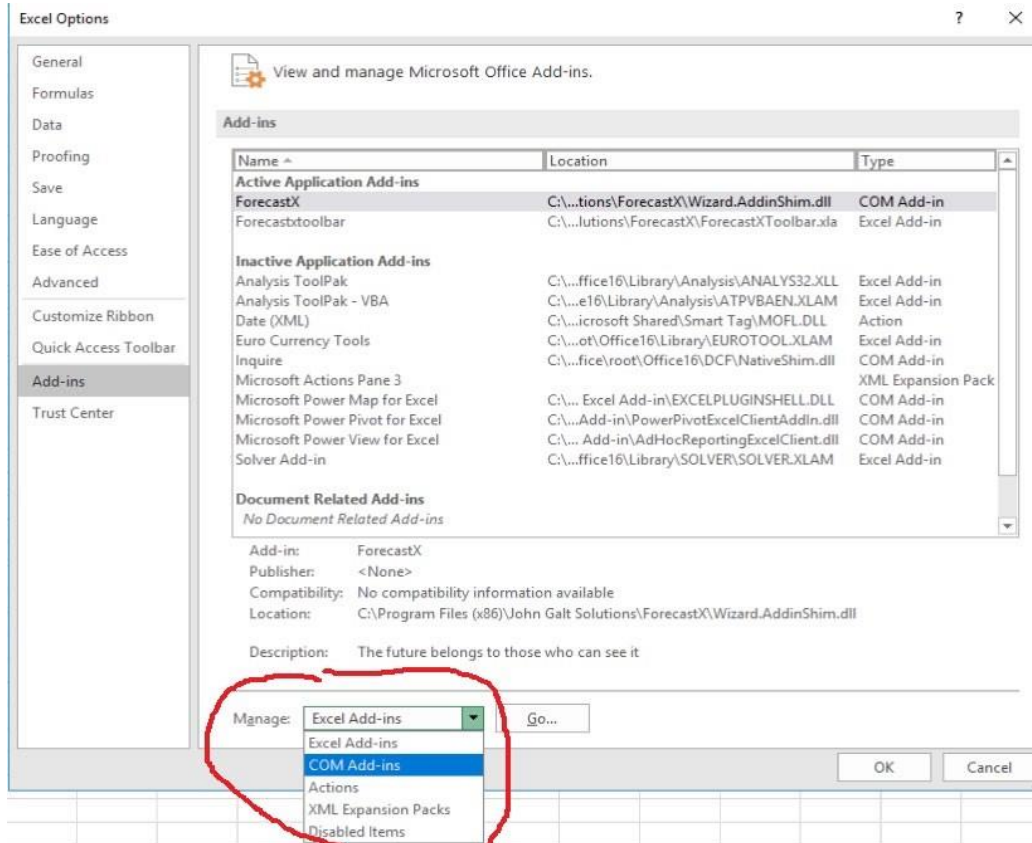 Excel Options ? ×
General
Formulas
Data
Proofing
Save
Language
Ease of Access
Advanced
Customize Ribbon
Quick Access Toolbar
Add-ins
Trust Center
View and manage Microsoft Office Add-ins.
Add-ins
Name Location Type
Active Application Add-ins
ForecastX C:\...tions\ForecastX\Wizard.AddinShim.dll COM Add-in
Forecastxtoolbar C:\...lutions\ForecastX\ForecastXToolbar.xla Excel Add-in
Inactive Application Add-ins
Analysis ToolPak C:\...ffice16\Library\Analysis\ANALYS32.XLL Excel Add-in
Analysis ToolPak - VBA C:\...e16\Library\Analysis\ATPVBAEN.XLAM Excel Add-in
Date (XML) C:\...icrosoft Shared\Smart Tag\MOFL.DLL Action
Euro Currency Tools C:\...ot\Office16\Library\EUROTOOL.XLAM Excel Add-in
Inquire C:\...fice\root\Office16\DCF\NativeShim.dll COM Add-in
Microsoft Actions Pane 3 XML Expansion Pack
Microsoft Power Map for Excel C:\... Excel Add-in\EXCELPLUGINSHELL.DLL COM Add-in
Microsoft Power Pivot for Excel C:\...Add-in\PowerPivotExcelClientAddIn.dll COM Add-in
Microsoft Power View for Excel C:\... Add-in\AdHocReportingExcelClient.dll COM Add-in
Solver Add-in C:\...ffice16\Library\SOLVER\SOLVER.XLAM Excel Add-in
Document Related Add-ins
No Document Related Add-ins
Add-in: ForecastX
Publisher: <None>
Compatibility: No compatibility information available
Location: C:\Program Files (x86)\John Galt Solutions\ForecastX\Wizard.AddinShim.dll
Description: The future belongs to those who can see it
Manage: Excel Add-ins Go...
Excel Add-ins
COM Add-ins
Actions
XML Expansion Packs
Disabled Items
OK Cancel